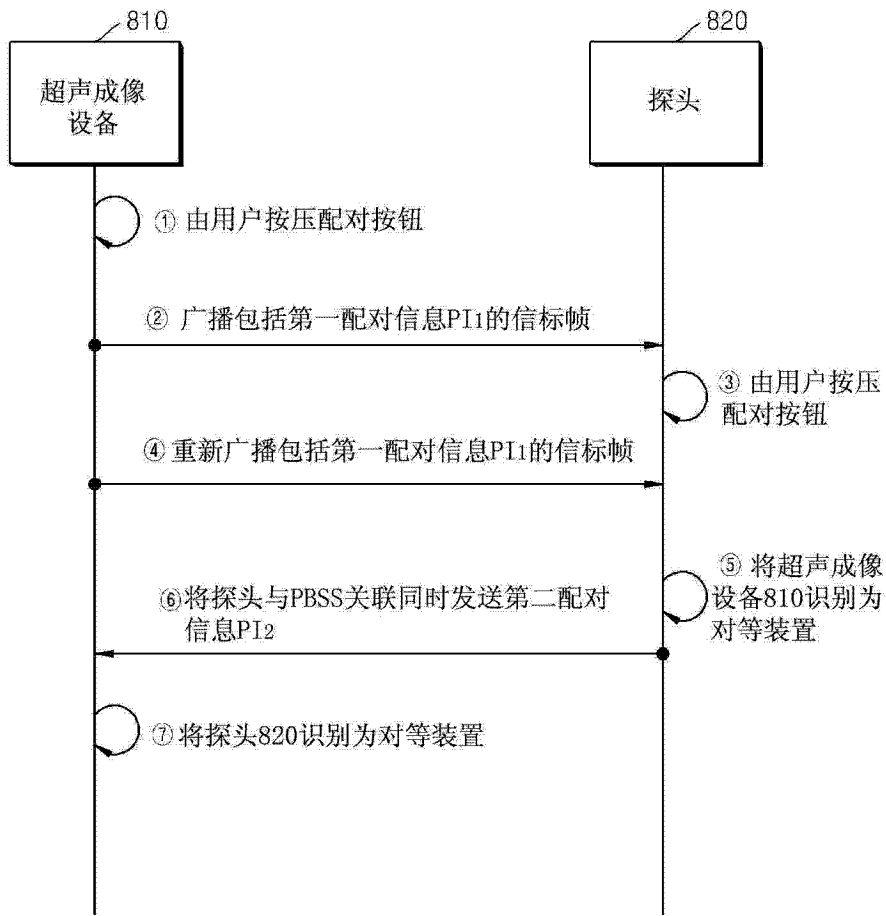 810
820
超声成像
设备
探头
① 由用户按压配对按钮
② 广播包括第一配对信息PI1的信标帧
③ 由用户按压
配对按钮
④ 重新广播包括第一配对信息PI1的信标帧
⑤ 将超声成像
设备810识别为
对等装置
⑥ 将探头与PBSS关联同时发送第二配对
信息PI2
⑦ 将探头820识别为对等装置